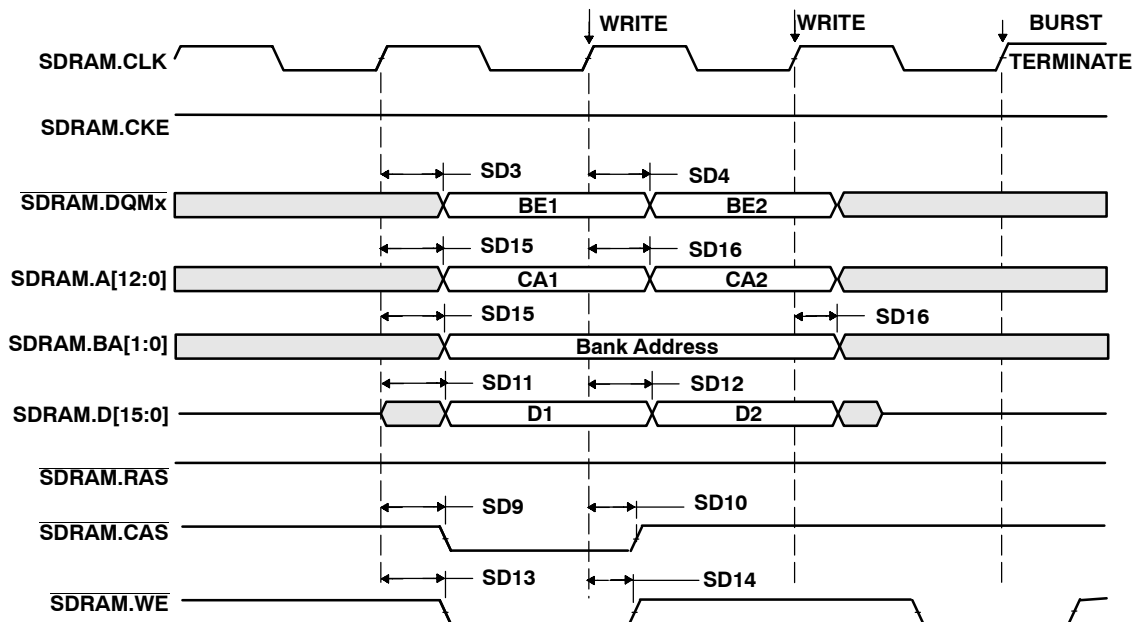 WRITE
WRITE
BURST
SDRAM.CLK
TERMINATE
SDRAM.CKE
SD3
SD4
SDRAM.DQMx
BE1
BE2
SD15
SD16
SDRAM.A[12:0]
CA1
CA2
SD15
SD16
SDRAM.BA[1:0]
Bank Address
SD11
SD12
SDRAM.D[15:0]
D1
D2
SDRAM.RAS
SD9
SD10
SDRAM.CAS
SD13
SD14
SDRAM.WE